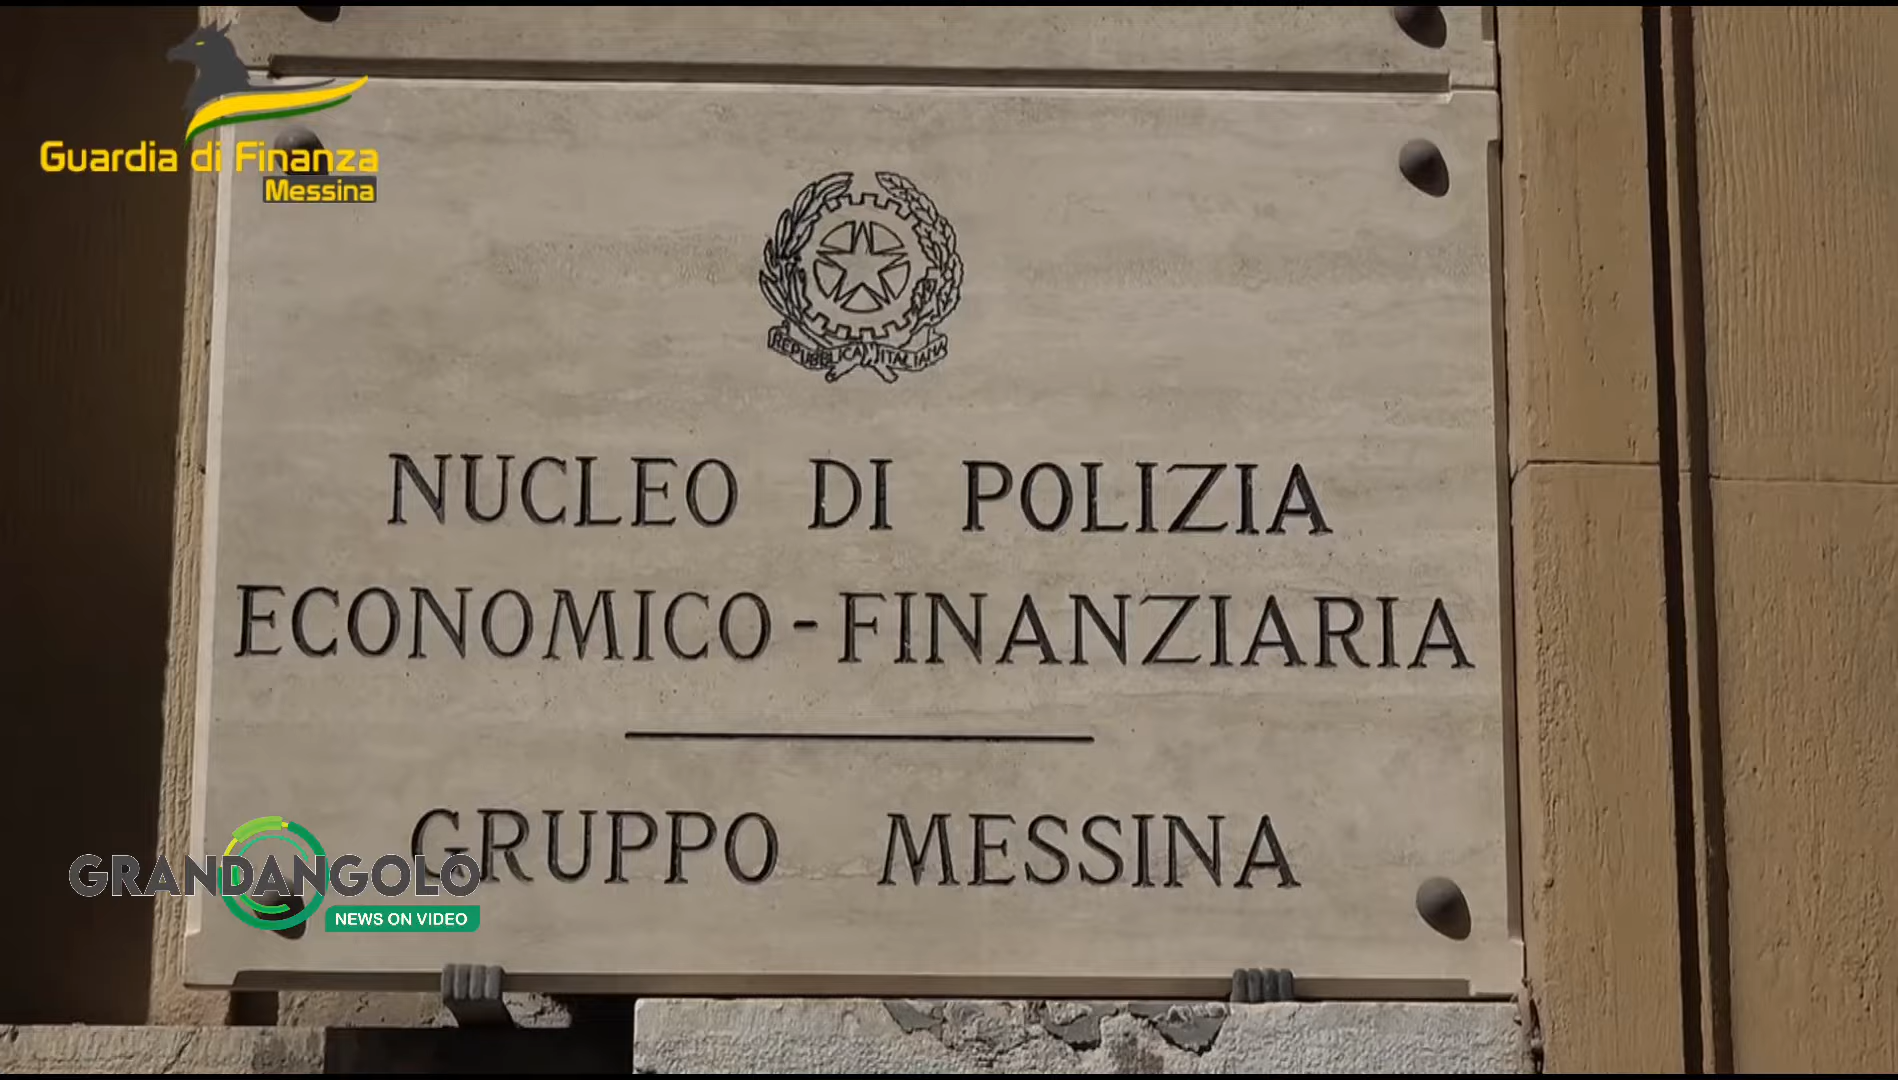 Guardia di Finanza
Messina
REPUBBLICA ITALIANA
NUCLEO DI POLIZIA
ECONOMICO-FINANZIARIA
GRUPPO MESSINA
GRANDANGOLO
NEWS ON VIDEO